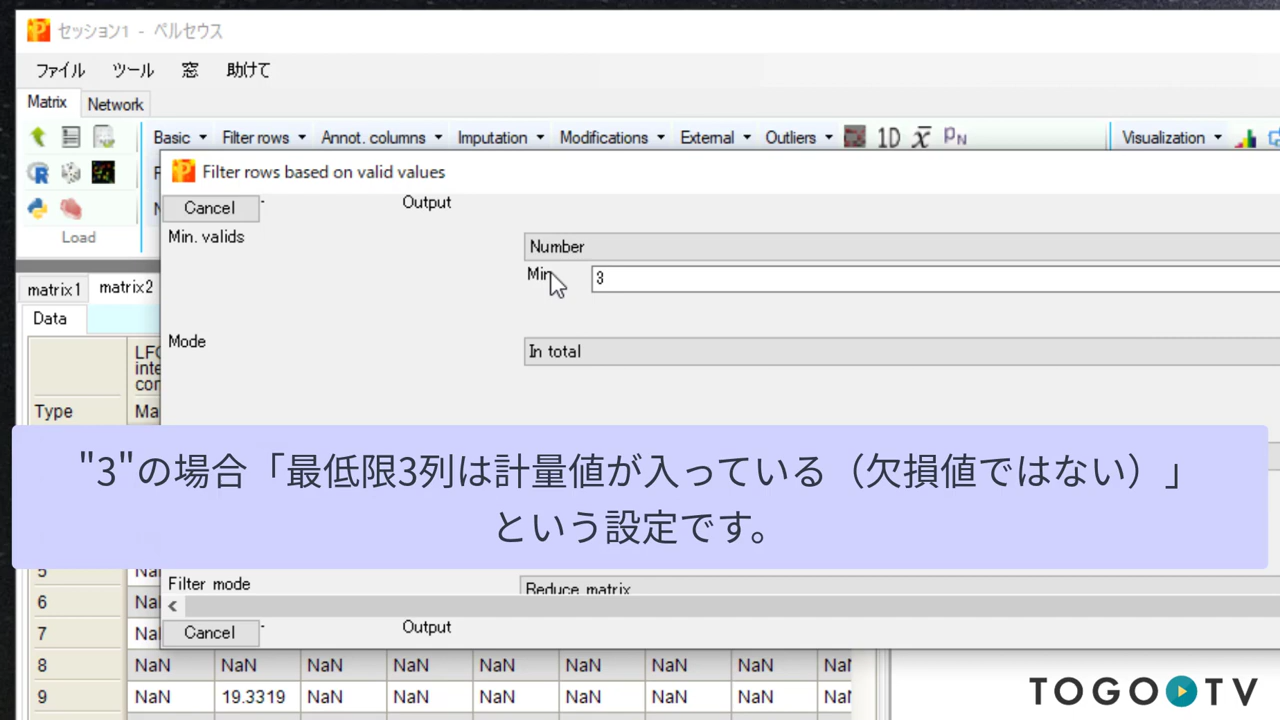 セッション1 - ペルセウス
ファイル ツール 窓 助けて
Matrix Network
Basic Filter rows Annot. columns Imputation Modifications External Outliers 1D x̄ PN Visualization
Filter rows based on valid values
Cancel Output
Min. valids Number
Load
Min. 3
matrix1 matrix2
Data
Mode In total
Type
"3"の場合「最低限3列は計量値が入っている（欠損値ではない）」
という設定です。
5
Filter mode Reduce matrix
6
7
Cancel Output
8 NaN NaN NaN NaN NaN NaN NaN NaN
9 NaN 19.3319 NaN NaN NaN NaN NaN NaN
TOGO TV